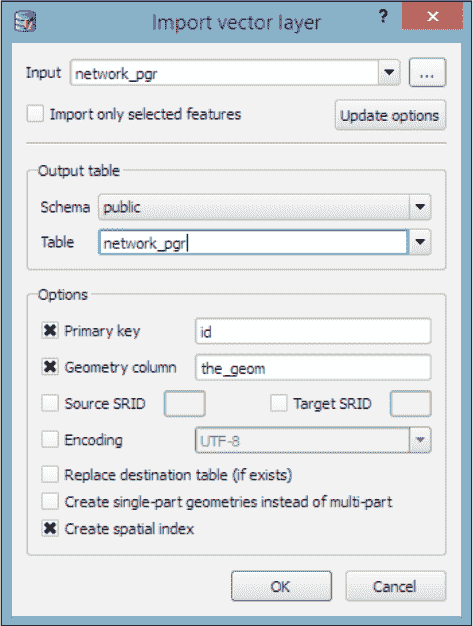 Import vector layer ?
Input network_pgr ...
Import only selected features Update options
Output table
Schema public
Table network_pgr
Options
Primary key id
Geometry column the_geom
Source SRID Target SRID
Encoding UTF-8
Replace destination table (if exists)
Create single-part geometries instead of multi-part
Create spatial index
OK Cancel